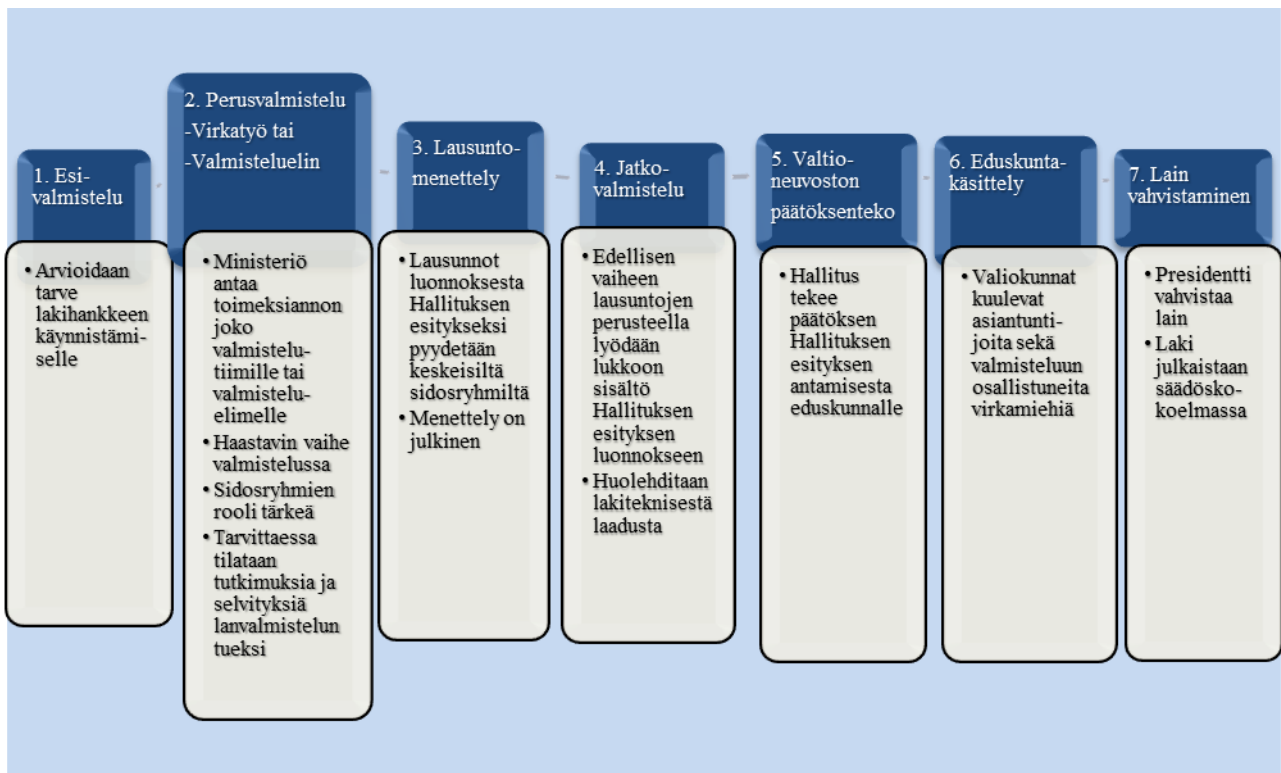 1. Esi-
valmistelu
• Arvioidaan
tarve
lakihankkeen
käynnistämi-
selle
2. Perusvalmistelu
-Virkatyö tai
-Valmisteluelin
• Ministeriö
antaa
toimeksiannon
joko
valmistelu-
tiimille tai
valmistelu-
elimelle
• Haastavin vaihe
valmistelussa
• Sidosryhmien
rooli tärkeä
• Tarvittaessa
tilataan
tutkimuksia ja
selvityksiä
lanvalmistelun
tueksi
3. Lausunto-
menettely
• Lausunnot
luonnoksesta
Hallituksen
esitykseksi
pyydetään
keskeisiltä
sidosryhmiltä
• Menettely on
julkinen
4. Jatko-
valmistelu
• Edellisen
vaiheen
lausuntojen
perusteella
lyödään
lukkoon
sisältö
Hallituksen
esityksen
luonnokseen
• Huolehditaan
lakiteknisestä
laadusta
5. Valtio-
neuvoston
päätöksenteko
• Hallitus
tekee
päätöksen
Hallituksen
esityksen
antamisesta
eduskunnalle
6. Eduskunta-
käsittely
• Valiokunnat
kuulevat
asiantunti-
joita sekä
valmisteluun
osallistuneita
virkamiehiä
7. Lain
vahvistaminen
• Presidentti
vahvistaa
lain
• Laki
julkaistaan
säädösko-
koelmassa